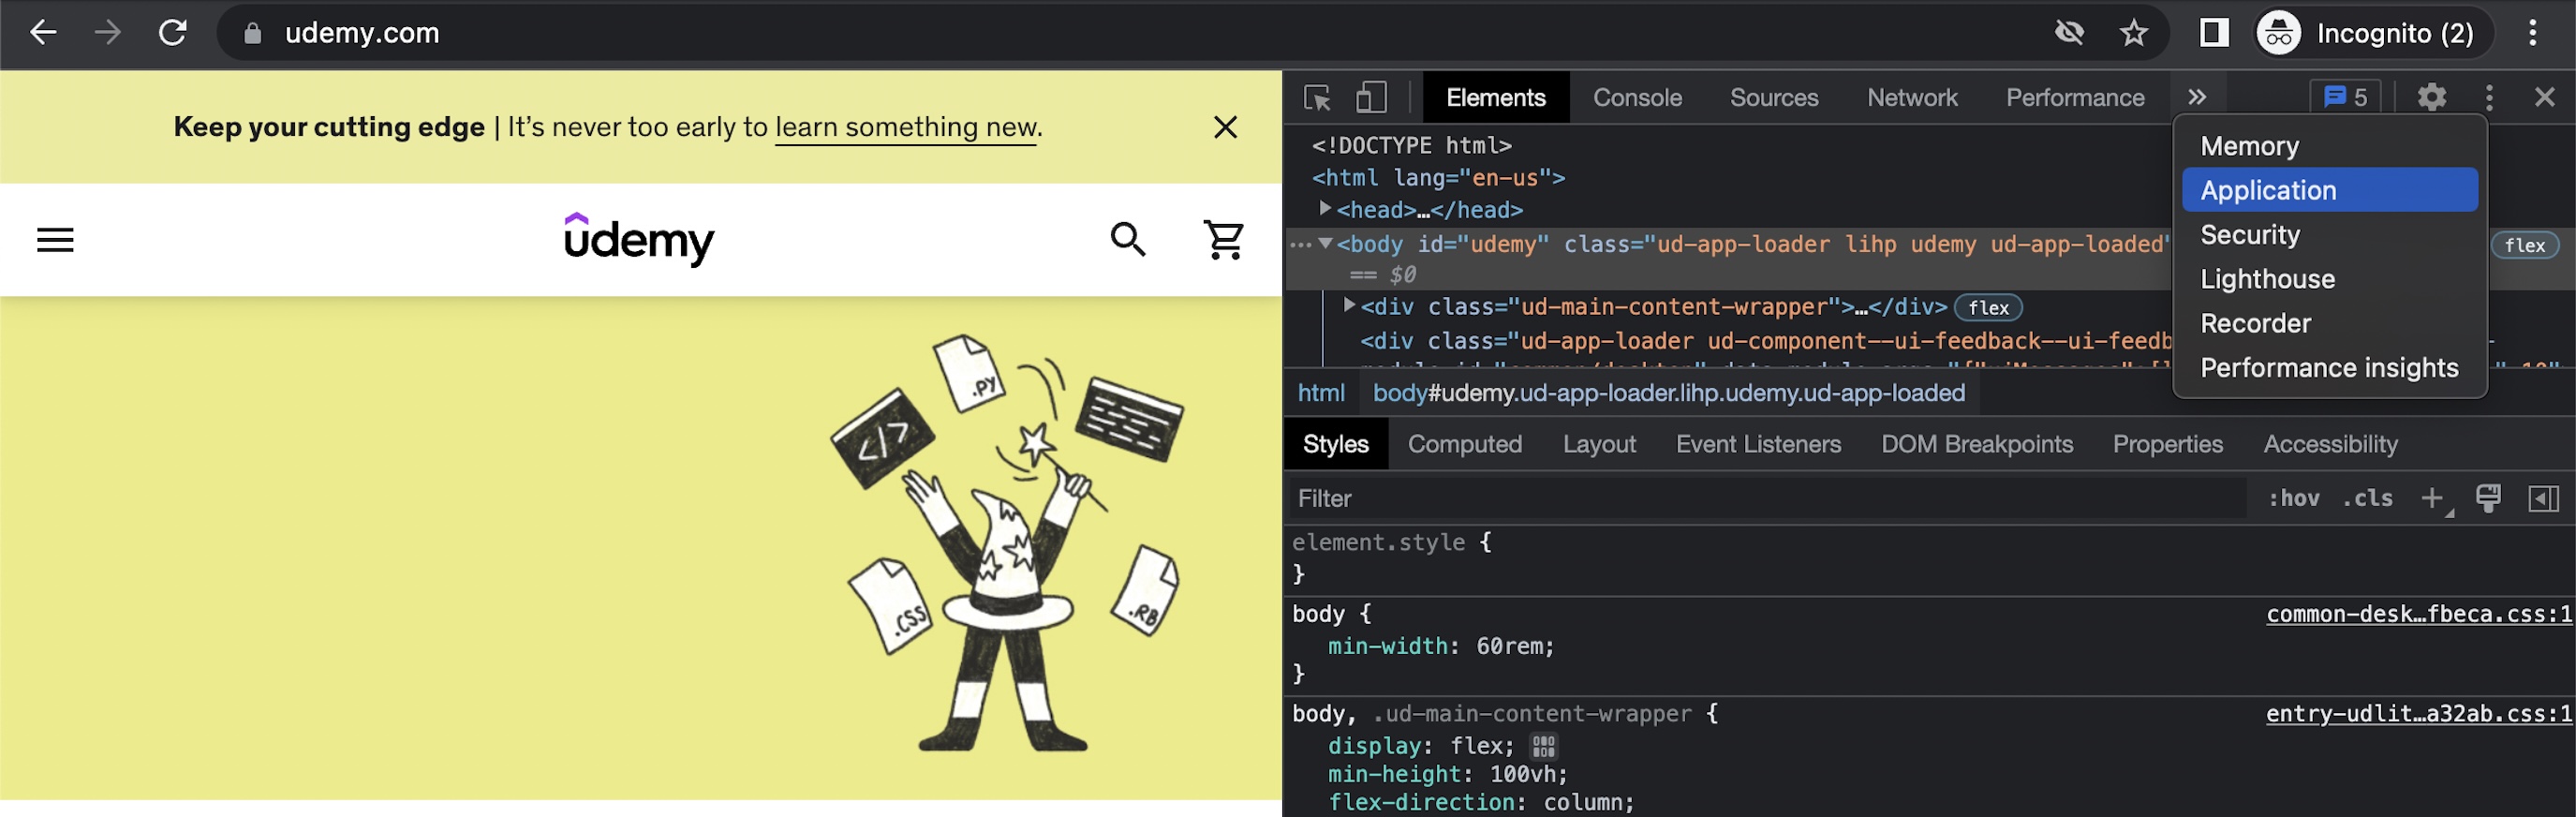 udemy.com
Incognito (2)
Keep your cutting edge | It's never too early to learn something new.
udemy
.PY
</>
.CSS
.RB
Elements Console Sources Network Performance » 5
Memory
Application
Security
Lighthouse
Recorder
Performance insights
<!DOCTYPE html>
<html lang="en-us">
<head>…</head>
<body id="udemy" class="ud-app-loader lihp udemy ud-app-loaded" flex
== $0
<div class="ud-main-content-wrapper">…</div> flex
<div class="ud-app-loader ud-component--ui-feedb
html body#udemy.ud-app-loader.lihp.udemy.ud-app-loaded
Styles Computed Layout Event Listeners DOM Breakpoints Properties Accessibility
Filter :hov .cls
element.style {
}
body { common-desk…fbeca.css:1
min-width: 60rem;
}
body, .ud-main-content-wrapper { entry-udlit…a32ab.css:1
display: flex;
min-height: 100vh;
flex-direction: column;